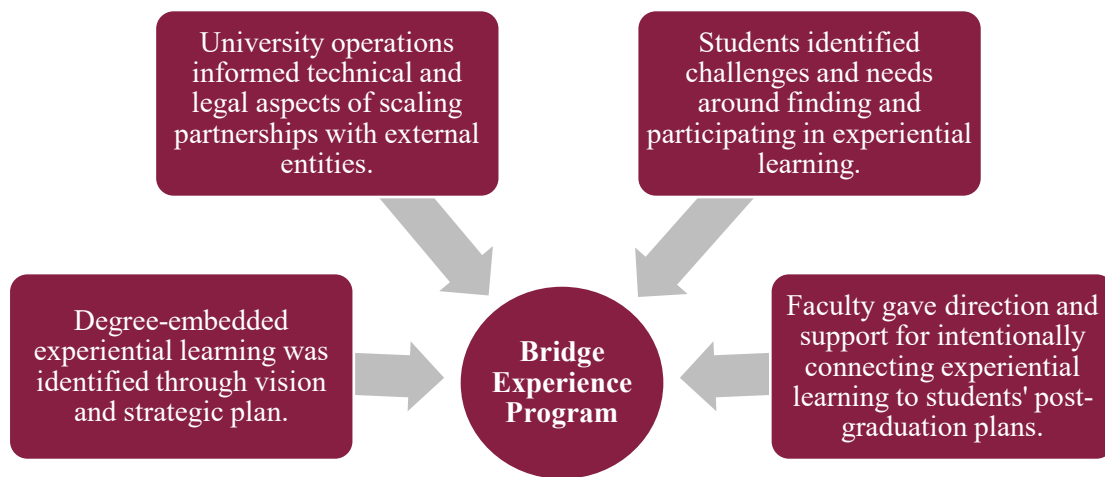 University operations
informed technical and
legal aspects of scaling
partnerships with external
entities.
Students identified
challenges and needs
around finding and
participating in experiential
learning.
Degree-embedded
experiential learning was
identified through vision
and strategic plan.
Bridge
Experience
Program
Faculty gave direction and
support for intentionally
connecting experiential
learning to students' post-
graduation plans.